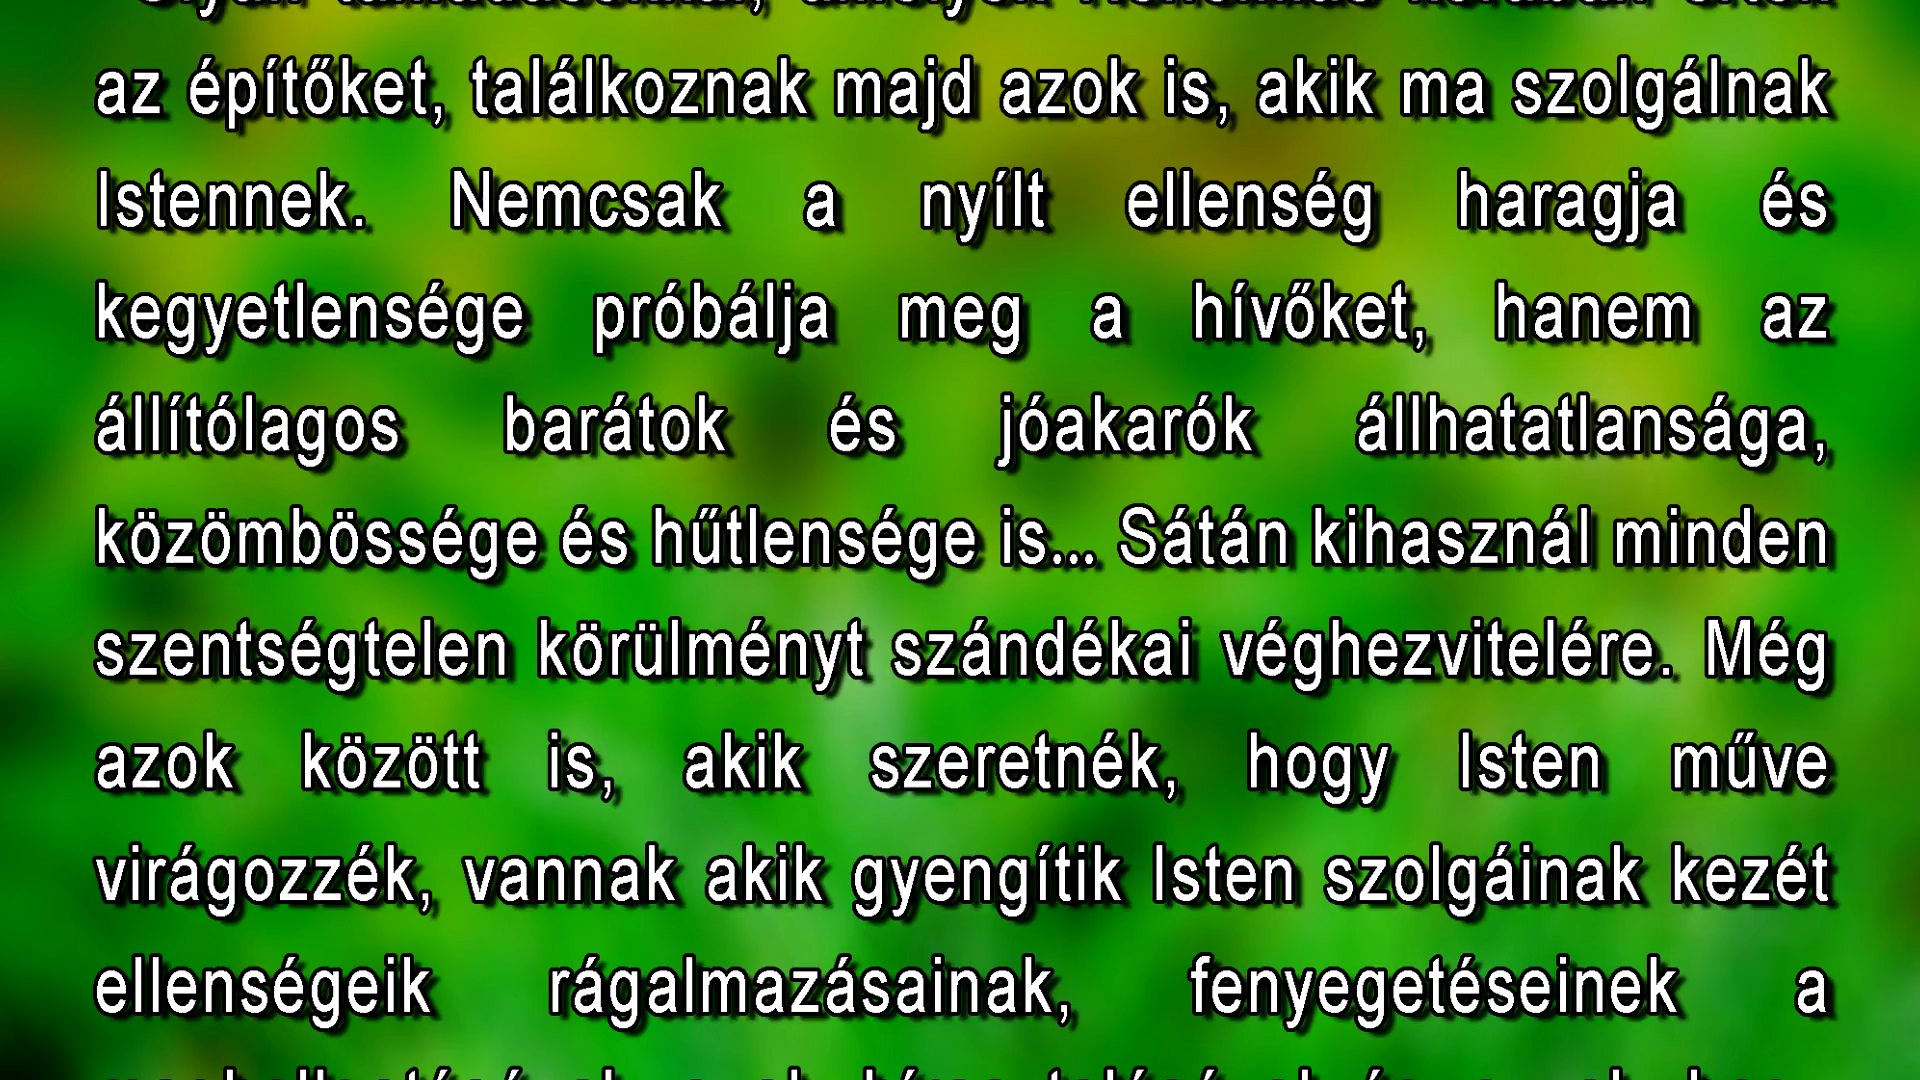 az építőket, találkoznak majd azok is, akik ma szolgálnak
Istennek. Nemcsak a nyílt ellenség haragja és
kegyetlensége próbálja meg a hívőket, hanem az
állítólagos barátok és jóakarók állhatatlansága,
közömbössége és hűtlensége is... Sátán kihasznál minden
szentségtelen körülményt szándékai véghezvitelére. Még
azok között is, akik szeretnék, hogy Isten műve
virágozzék, vannak akik gyengítik Isten szolgáinak kezét
ellenségeik rágalmazásainak, fenyegetéseinek a